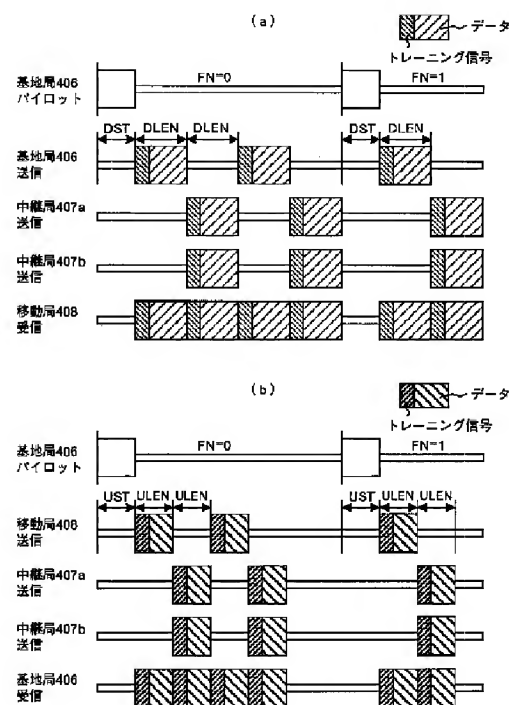 (a)
データ
トレーニング信号
基地局406
パイロット
FN=0
FN=1
DST
DLEN
DLEN
DST
DLEN
基地局406
送信
中継局407a
送信
中継局407b
送信
移動局408
受信
(b)
データ
トレーニング信号
基地局406
パイロット
FN=0
FN=1
UST
ULEN
ULEN
UST
ULEN
ULEN
移動局408
送信
中継局407a
送信
中継局407b
送信
基地局406
受信